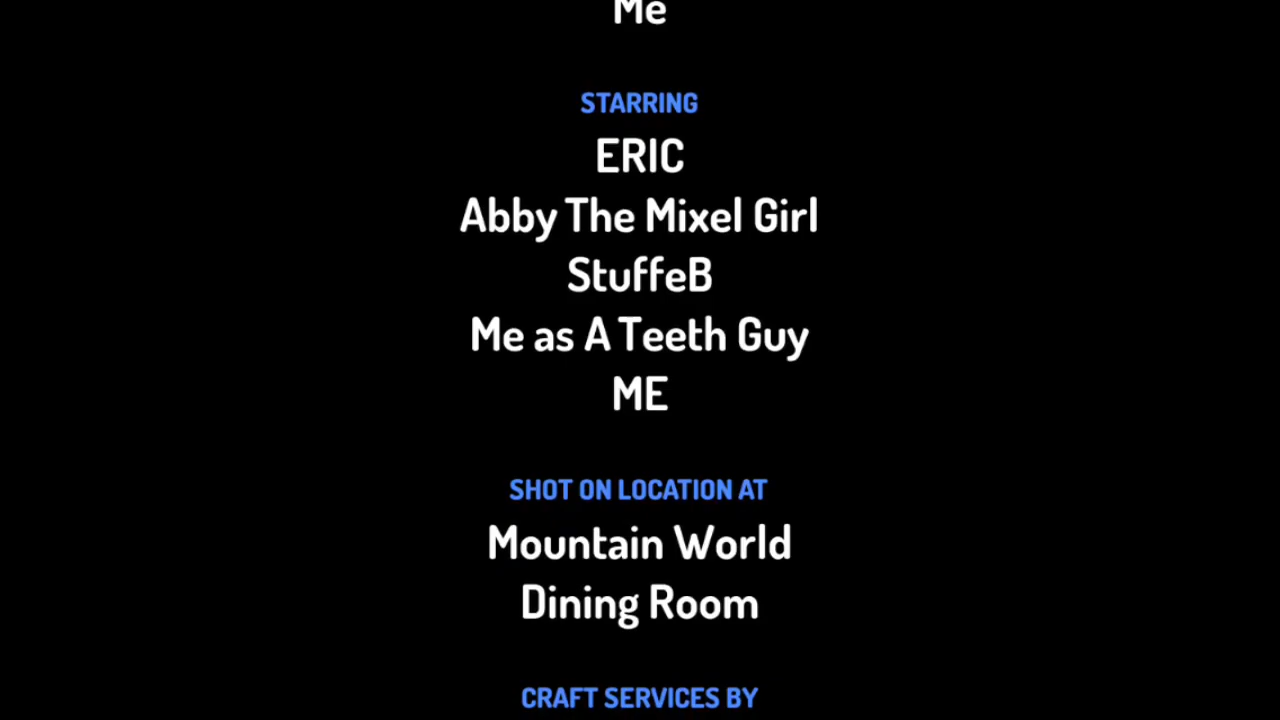 Me
STARRING
ERIC
Abby The Mixel Girl
StuffeB
Me as A Teeth Guy
ME
SHOT ON LOCATION AT
Mountain World
Dining Room
CRAFT SERVICES BY